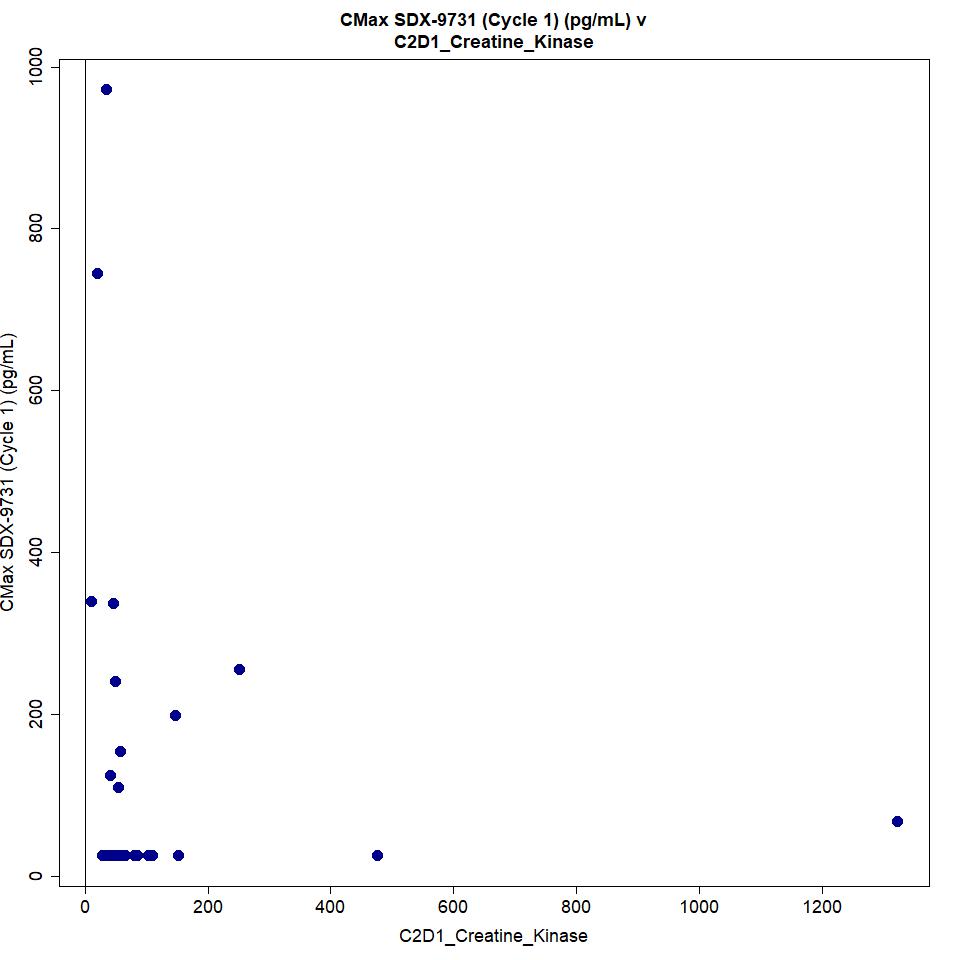 CMax SDX-9731 (Cycle 1) (pg/mL) v
C2D1_Creatine_Kinase
1000
800
600
400
200
0
CMax SDX-9731 (Cycle 1) (pg/mL)
0 200 400 600 800 1000 1200
C2D1_Creatine_Kinase